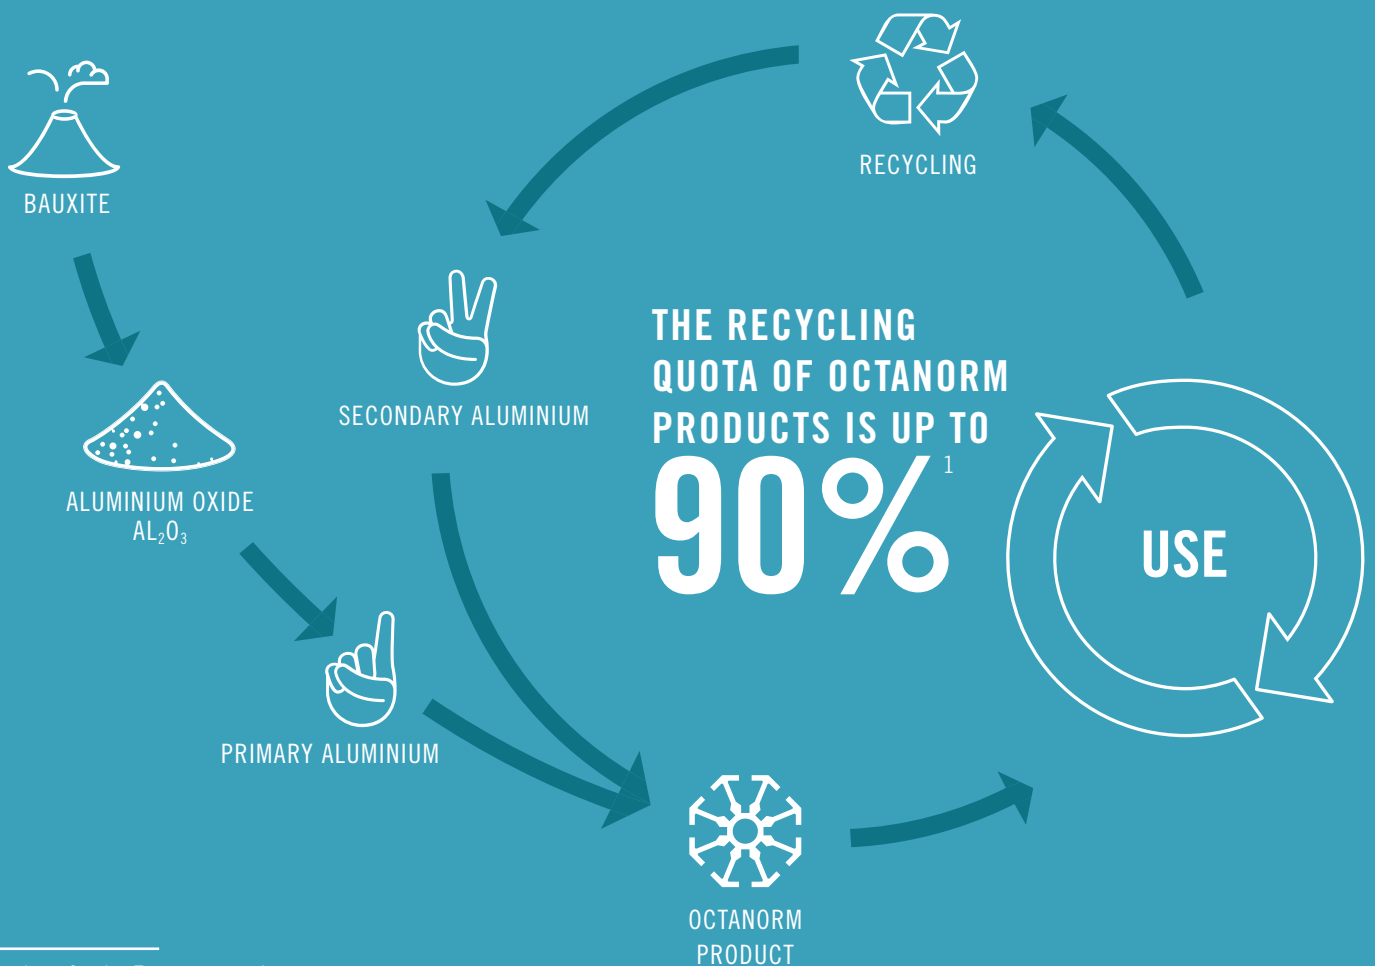 BAUXITE
RECYCLING
SECONDARY ALUMINIUM
THE RECYCLING
QUOTA OF OCTANORM
PRODUCTS IS UP TO
90%¹
ALUMINIUM OXIDE
AL₂O₃
USE
PRIMARY ALUMINIUM
OCTANORM
PRODUCT